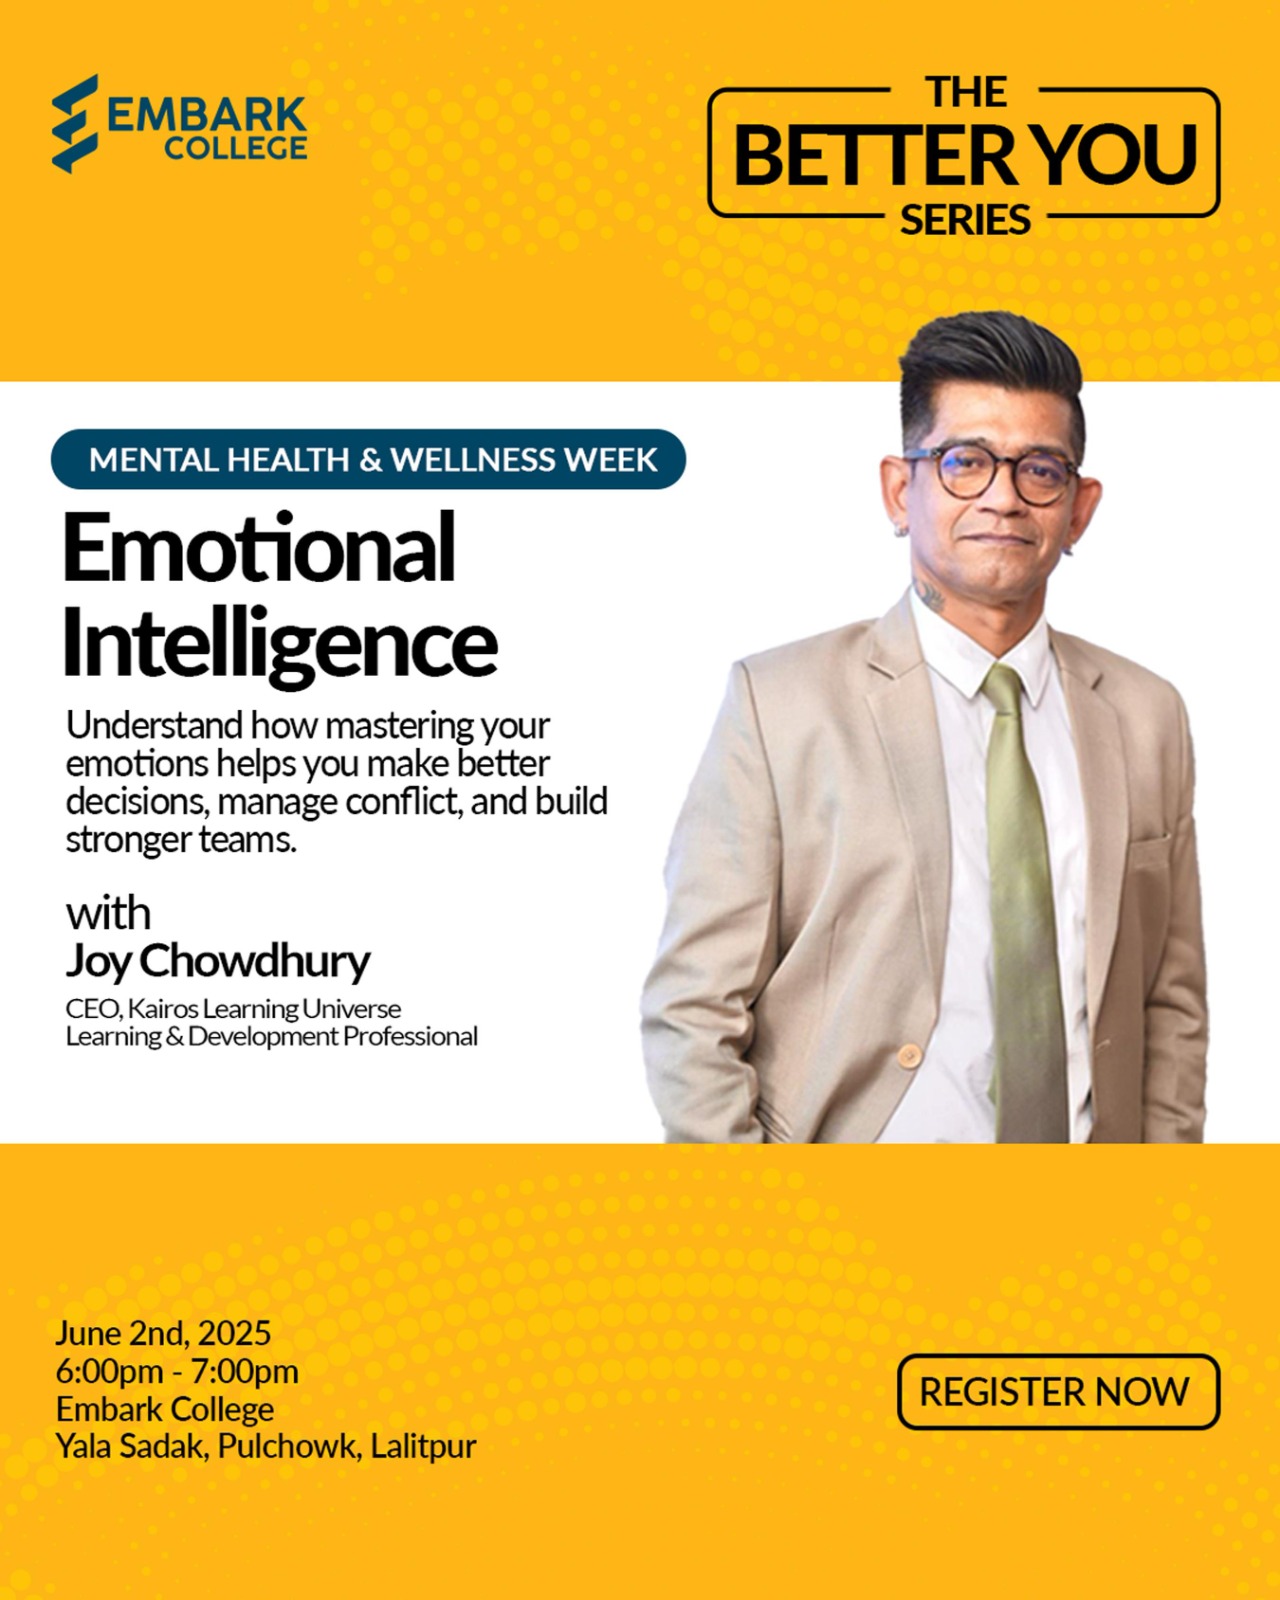 EMBARK
COLLEGE
THE
BETTER YOU
SERIES
MENTAL HEALTH & WELLNESS WEEK
Emotional
Intelligence
Understand how mastering your
emotions helps you make better
decisions, manage conflict, and build
stronger teams.
with
Joy Chowdhury
CEO, Kairos Learning Universe
Learning & Development Professional
June 2nd, 2025
6:00pm - 7:00pm
Embark College
Yala Sadak, Pulchowk, Lalitpur
REGISTER NOW